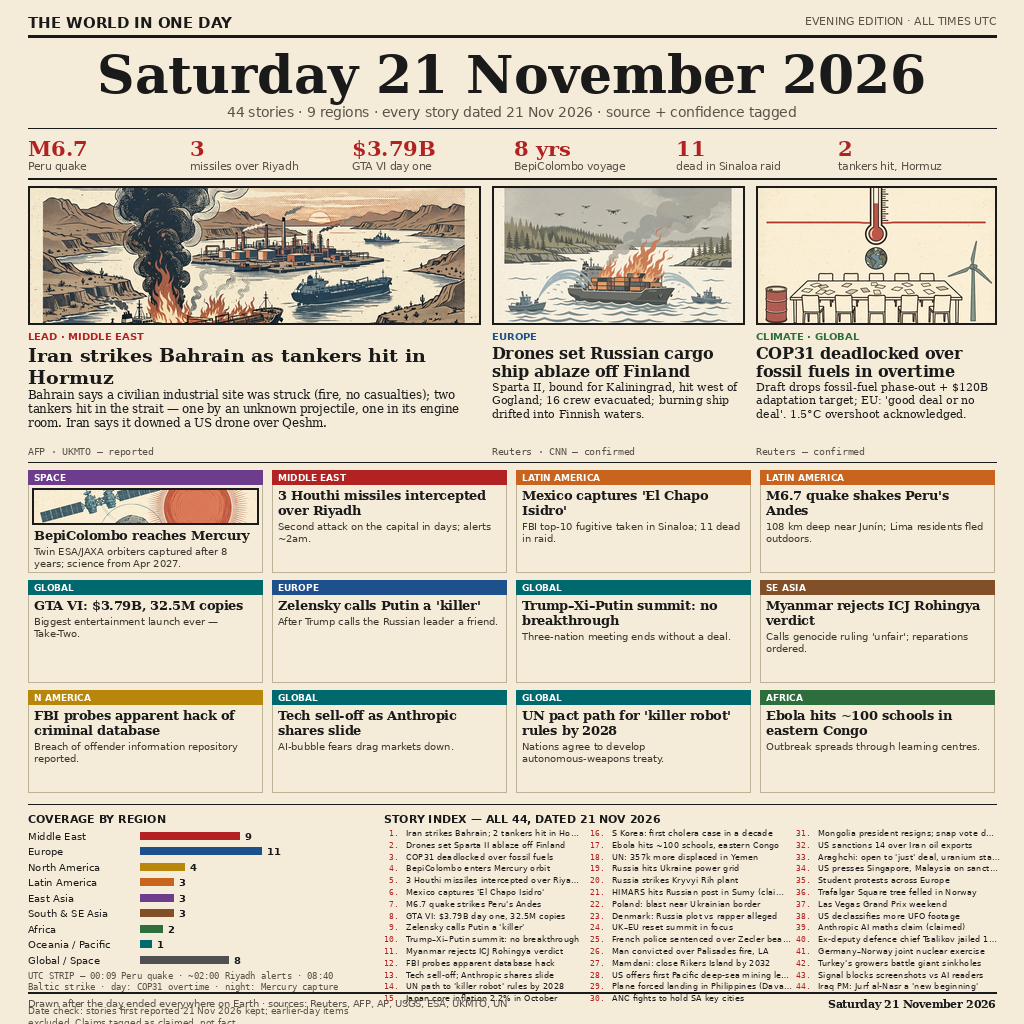 THE WORLD IN ONE DAY
EVENING EDITION · ALL TIMES UTC
Saturday 21 November 2026
44 stories · 9 regions · every story dated 21 Nov 2026 · source + confidence tagged
M6.7
Peru quake
3
missiles over Riyadh
$3.79B
GTA VI day one
8 yrs
BepiColombo voyage
11
dead in Sinaloa raid
2
tankers hit, Hormuz
LEAD · MIDDLE EAST
Iran strikes Bahrain as tankers hit in
Hormuz
Bahrain says a civilian industrial site was struck (fire, no casualties); two
tankers hit in the strait — one by an unknown projectile, one in its engine
room. Iran says it downed a US drone over Qeshm.
AFP · UKMTO — reported
EUROPE
Drones set Russian cargo
ship ablaze off Finland
Sparta II, bound for Kaliningrad, hit west of
Gogland; 16 crew evacuated; burning ship
drifted into Finnish waters.
Reuters · CNN — confirmed
CLIMATE · GLOBAL
COP31 deadlocked over
fossil fuels in overtime
Draft drops fossil-fuel phase-out + $120B
adaptation target; EU: 'good deal or no
deal'. 1.5°C overshoot acknowledged.
Reuters — confirmed
SPACE
BepiColombo reaches Mercury
Twin ESA/JAXA orbiters captured after 8
years; science from Apr 2027.
MIDDLE EAST
3 Houthi missiles intercepted
over Riyadh
Second attack on the capital in days; alerts
~2am.
LATIN AMERICA
Mexico captures 'El Chapo
Isidro'
FBI top-10 fugitive taken in Sinaloa; 11 dead
in raid.
LATIN AMERICA
M6.7 quake shakes Peru's
Andes
108 km deep near Junín; Lima residents fled
outdoors.
GLOBAL
GTA VI: $3.79B, 32.5M copies
Biggest entertainment launch ever —
Take-Two.
EUROPE
Zelensky calls Putin a 'killer'
After Trump calls the Russian leader a friend.
GLOBAL
Trump–Xi–Putin summit: no
breakthrough
Three-nation meeting ends without a deal.
SE ASIA
Myanmar rejects ICJ Rohingya
verdict
Calls genocide ruling 'unfair'; reparations
ordered.
N AMERICA
FBI probes apparent hack of
criminal database
Breach of offender information repository
reported.
GLOBAL
Tech sell-off as Anthropic
shares slide
AI-bubble fears drag markets down.
GLOBAL
UN pact path for 'killer robot'
rules by 2028
Nations agree to develop
autonomous-weapons treaty.
AFRICA
Ebola hits ~100 schools in
eastern Congo
Outbreak spreads through learning centres.
COVERAGE BY REGION
Middle East 9
Europe 11
North America 4
Latin America 3
East Asia 3
South & SE Asia 3
Africa 2
Oceania / Pacific 1
Global / Space 8
UTC STRIP — 00:09 Peru quake · ~02:00 Riyadh alerts · 08:40
Baltic strike · day: COP31 overtime · night: Mercury capture
STORY INDEX — ALL 44, DATED 21 NOV 2026
1. Iran strikes Bahrain; 2 tankers hit in Ho...
2. Drones set Sparta II ablaze off Finland
3. COP31 deadlocked over fossil fuels
4. BepiColombo enters Mercury orbit
5. 3 Houthi missiles intercepted over Riya...
6. Mexico captures 'El Chapo Isidro'
7. M6.7 quake strikes Peru's Andes
8. GTA VI: $3.79B day one, 32.5M copies
9. Zelensky calls Putin a 'killer'
10. Trump–Xi–Putin summit: no breakthrough
11. Myanmar rejects ICJ Rohingya verdict
12. FBI probes apparent database hack
13. Tech sell-off; Anthropic shares slide
14. UN path to 'killer robot' rules by 2028
15. Japan core inflation 2.2% in October
16. S Korea: first cholera case in a decade
17. Ebola hits ~100 schools, eastern Congo
18. UN: 357k more displaced in Yemen
19. Russia hits Ukraine power grid
20. Russia strikes Kryvyi Rih plant
21. HIMARS hits Russian post in Sumy (clai...
22. Poland: blast near Ukrainian border
23. Denmark: Russia plot vs rapper alleged
24. UK–EU reset summit in focus
25. French police sentenced over Zecler bea...
26. Man convicted over Palisades fire, LA
27. Mamdani: close Rikers Island by 2032
28. US offers first Pacific deep-sea mining le...
29. Plane forced landing in Philippines (Dava...
30. ANC fights to hold SA key cities
31. Mongolia president resigns; snap vote d...
32. US sanctions 14 over Iran oil exports
33. Araghchi: open to 'just' deal, uranium sta...
34. US presses Singapore, Malaysia on sanct...
35. Student protests across Europe
36. Trafalgar Square tree felled in Norway
37. Las Vegas Grand Prix weekend
38. US declassifies more UFO footage
39. Anthropic AI maths claim (claimed)
40. Ex-deputy defence chief Tsalikov jailed 1...
41. Germany–Norway joint nuclear exercise
42. Turkey's growers battle giant sinkholes
43. Signal blocks screenshots vs AI readers
44. Iraq PM: Jurf al-Nasr a 'new beginning'
Drawn after the day ended everywhere on Earth · sources: Reuters, AFP, AP, USGS, ESA, UKMTO, UN
Saturday 21 November 2026
Date check: stories first reported 21 Nov 2026 kept; earlier-day items
excluded. Claims tagged as claimed, not fact.